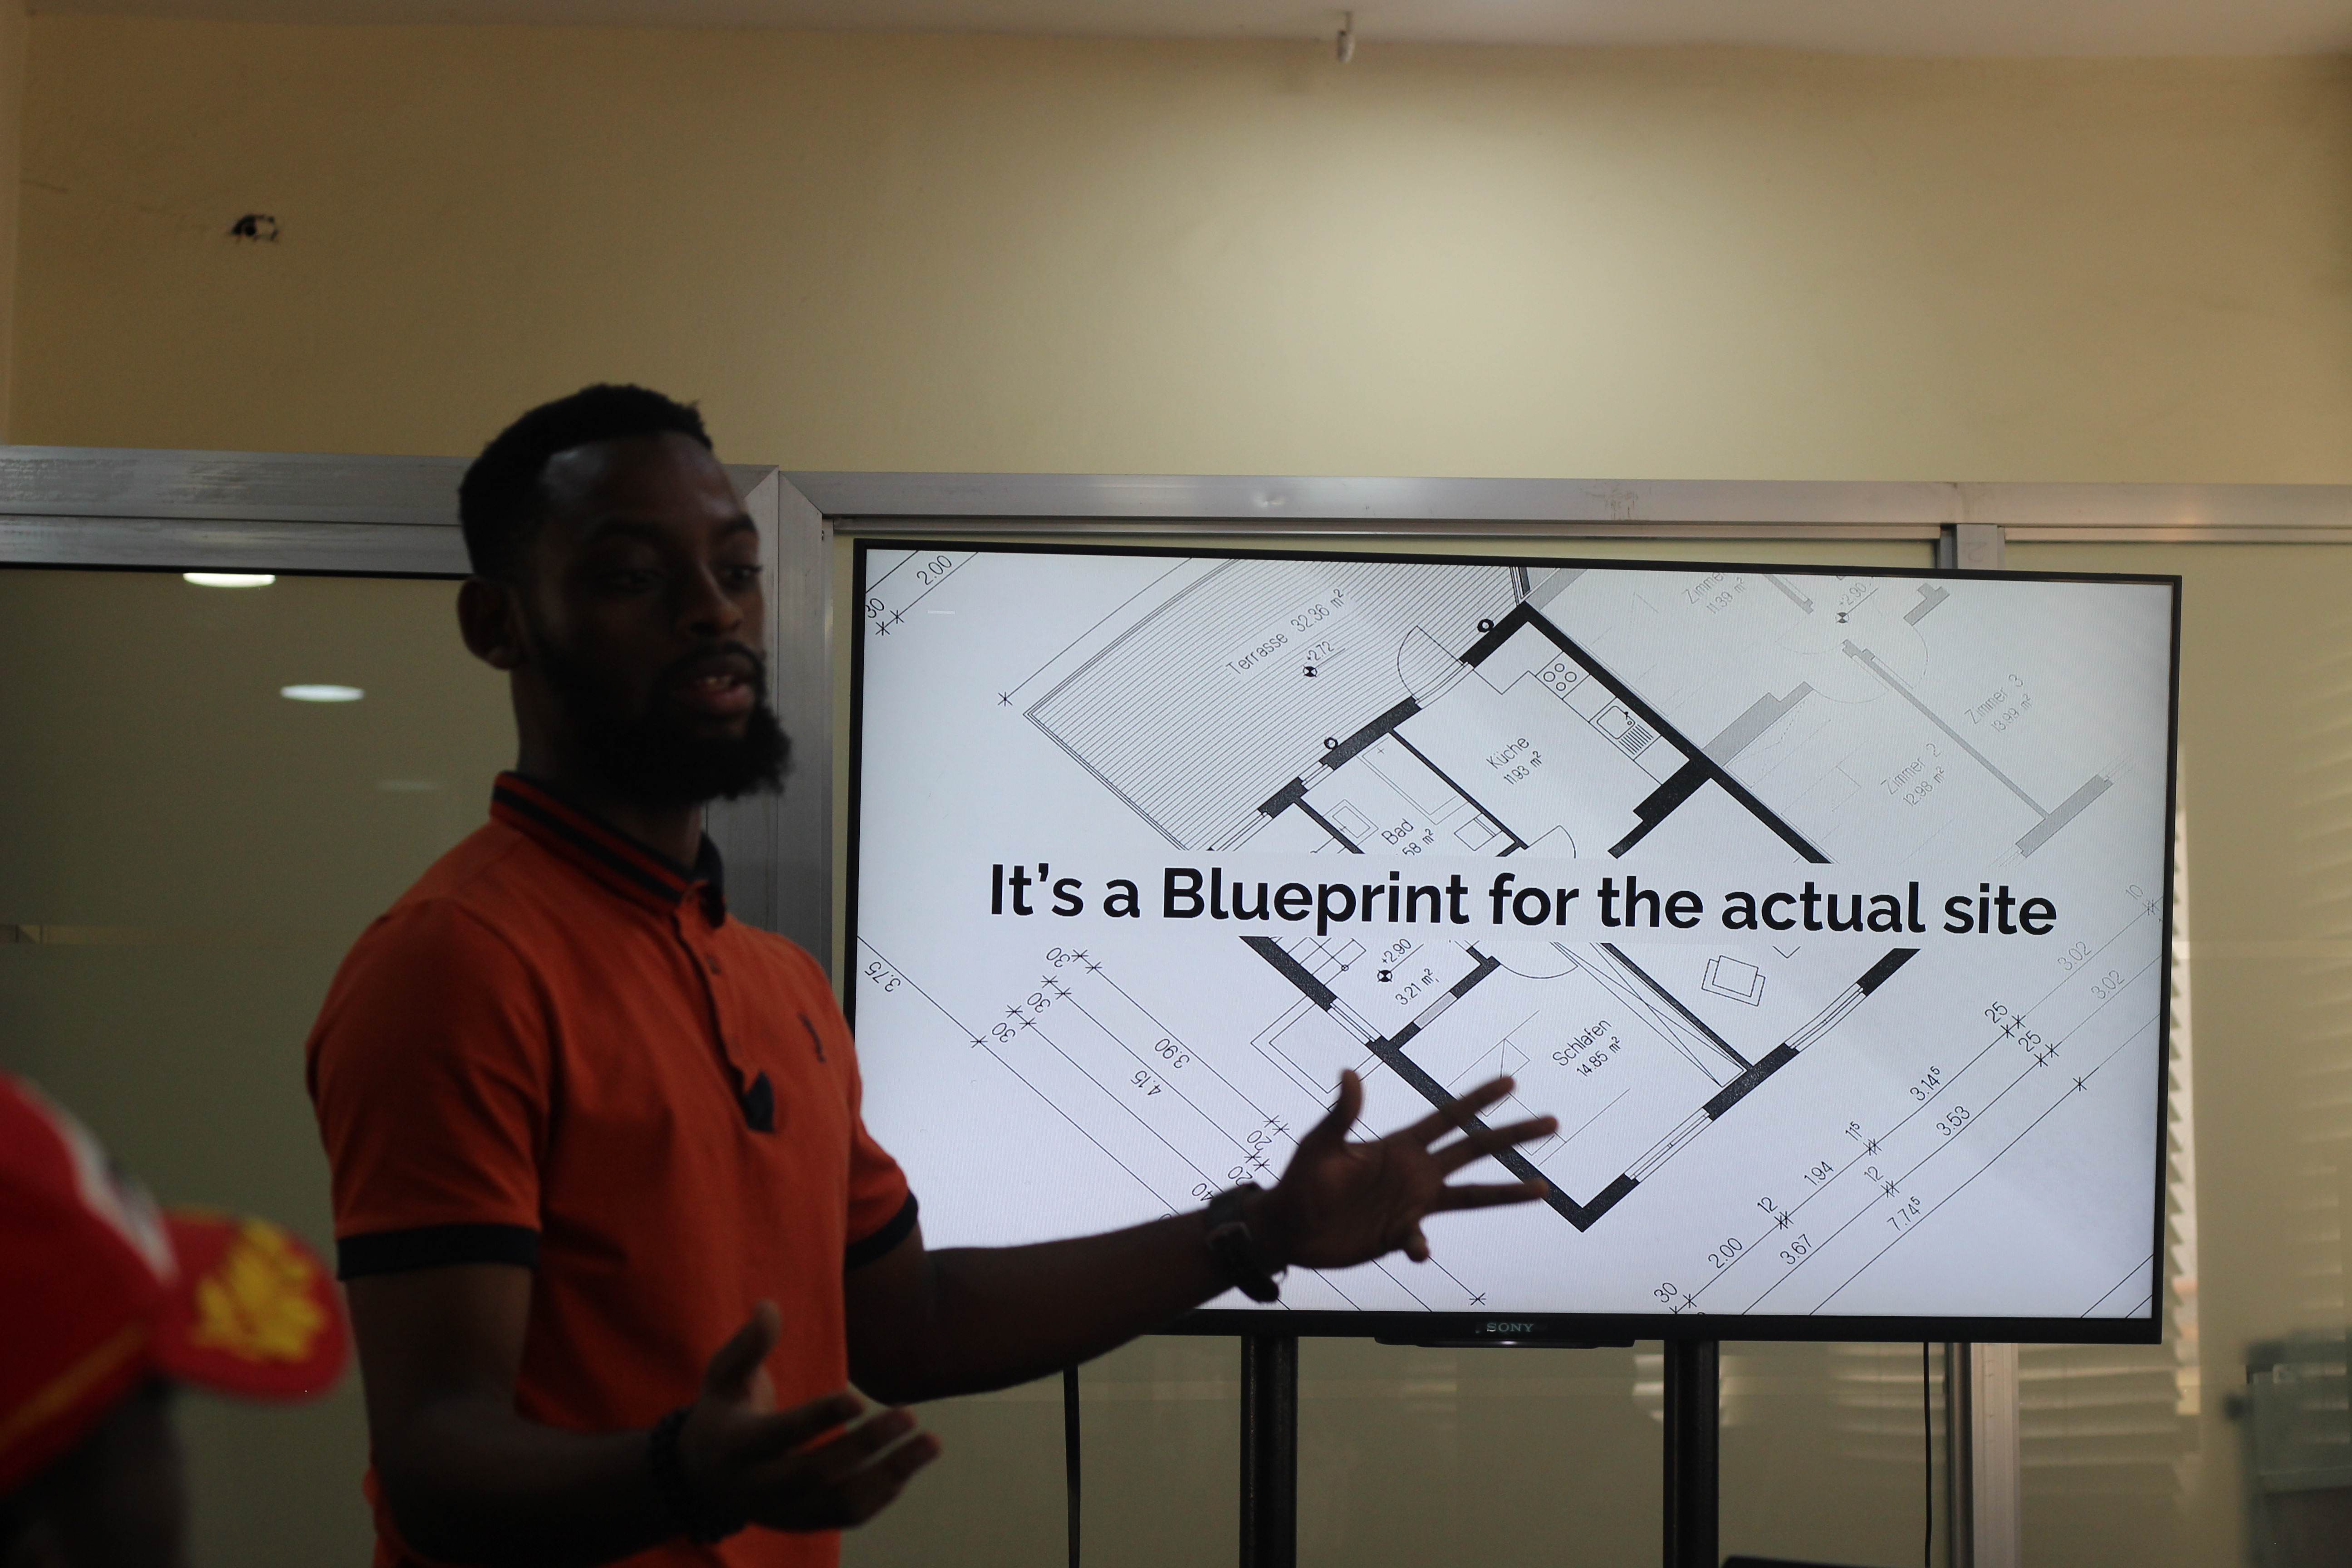 2.00
30
Terrasse 32.36 m²
+2.72
Zimmer
11.39 m²
+2.90
Zimmer 3
13.99 m²
Küche
11.93 m²
Zimmer 2
12.98 m²
Bad
58 m²
It's a Blueprint for the actual site
3.75
30
30
30
+2.90
3.21 m²
10
3.02
3.02
3.90
4.15
Schlafen
14.85 m²
25
25
3.14⁵
3.53
11⁵
1.94
12
12
7.74⁵
20
20
40
2.00
3.67
30
SONY